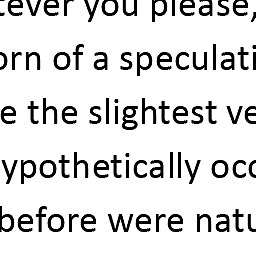 tever you please,
orn of a speculati
e the slightest ve
ypothetically occ
before were natu